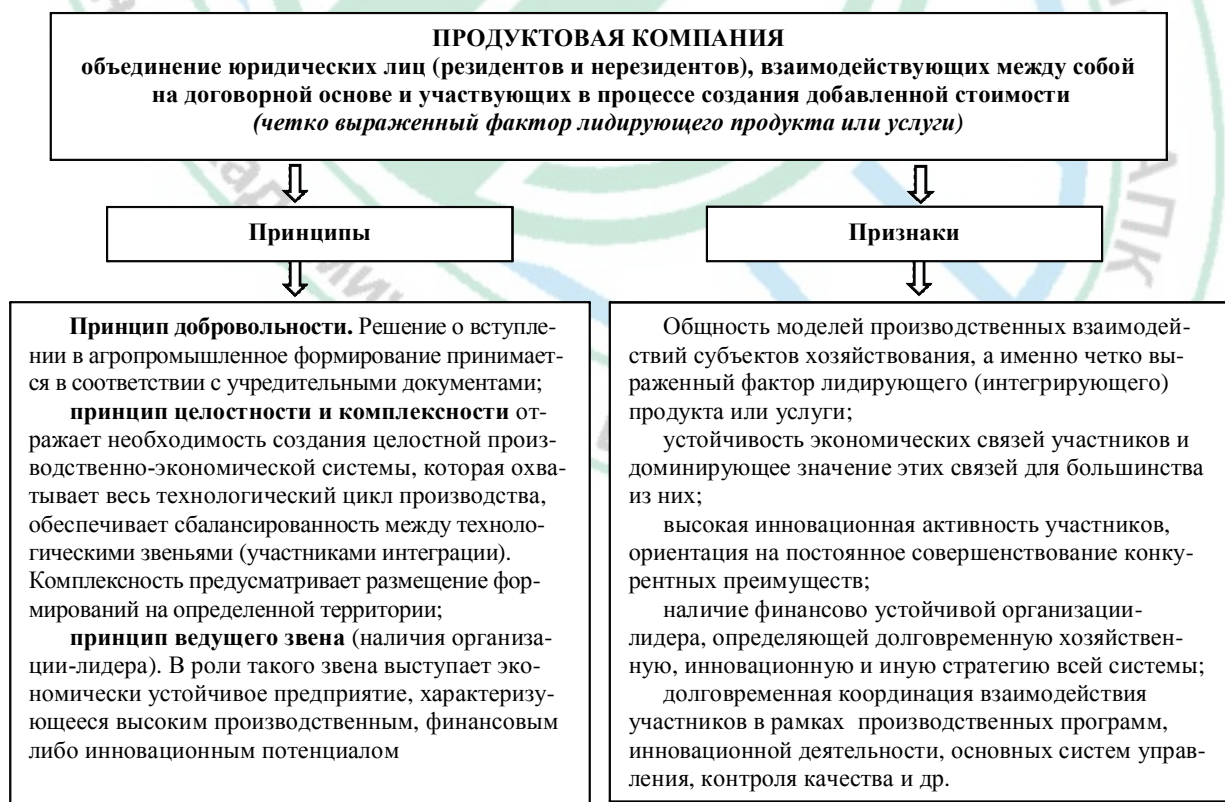 ПРОДУКТОВАЯ КОМПАНИЯ
объединение юридических лиц (резидентов и нерезидентов), взаимодействующих между собой
на договорной основе и участвующих в процессе создания добавленной стоимости
(четко выраженный фактор лидирующего продукта или услуги)
Принципы
Признаки
Принцип добровольности. Решение о вступле-
нии в агропромышленное формирование принимает-
ся в соответствии с учредительными документами;
принцип целостности и комплексности от-
ражает необходимость создания целостной произ-
водственно-экономической системы, которая охва-
тывает весь технологический цикл производства,
обеспечивает сбалансированность между техноло-
гическими звеньями (участниками интеграции).
Комплексность предусматривает размещение фор-
мирований на определенной территории;
принцип ведущего звена (наличия организа-
ции-лидера). В роли такого звена выступает эко-
номически устойчивое предприятие, характеризу-
ющееся высоким производственным, финансовым
либо инновационным потенциалом
Общность моделей производственных взаимодей-
ствий субъектов хозяйствования, а именно четко вы-
раженный фактор лидирующего (интегрирующего)
продукта или услуги;
устойчивость экономических связей участников и
доминирующее значение этих связей для большинства
из них;
высокая инновационная активность участников,
ориентация на постоянное совершенствование конку-
рентных преимуществ;
наличие финансово устойчивой организации-
лидера, определяющей долговременную хозяйствен-
ную, инновационную и иную стратегию всей системы;
долговременная координация взаимодействия
участников в рамках производственных программ,
инновационной деятельности, основных систем управ-
ления, контроля качества и др.
АПК